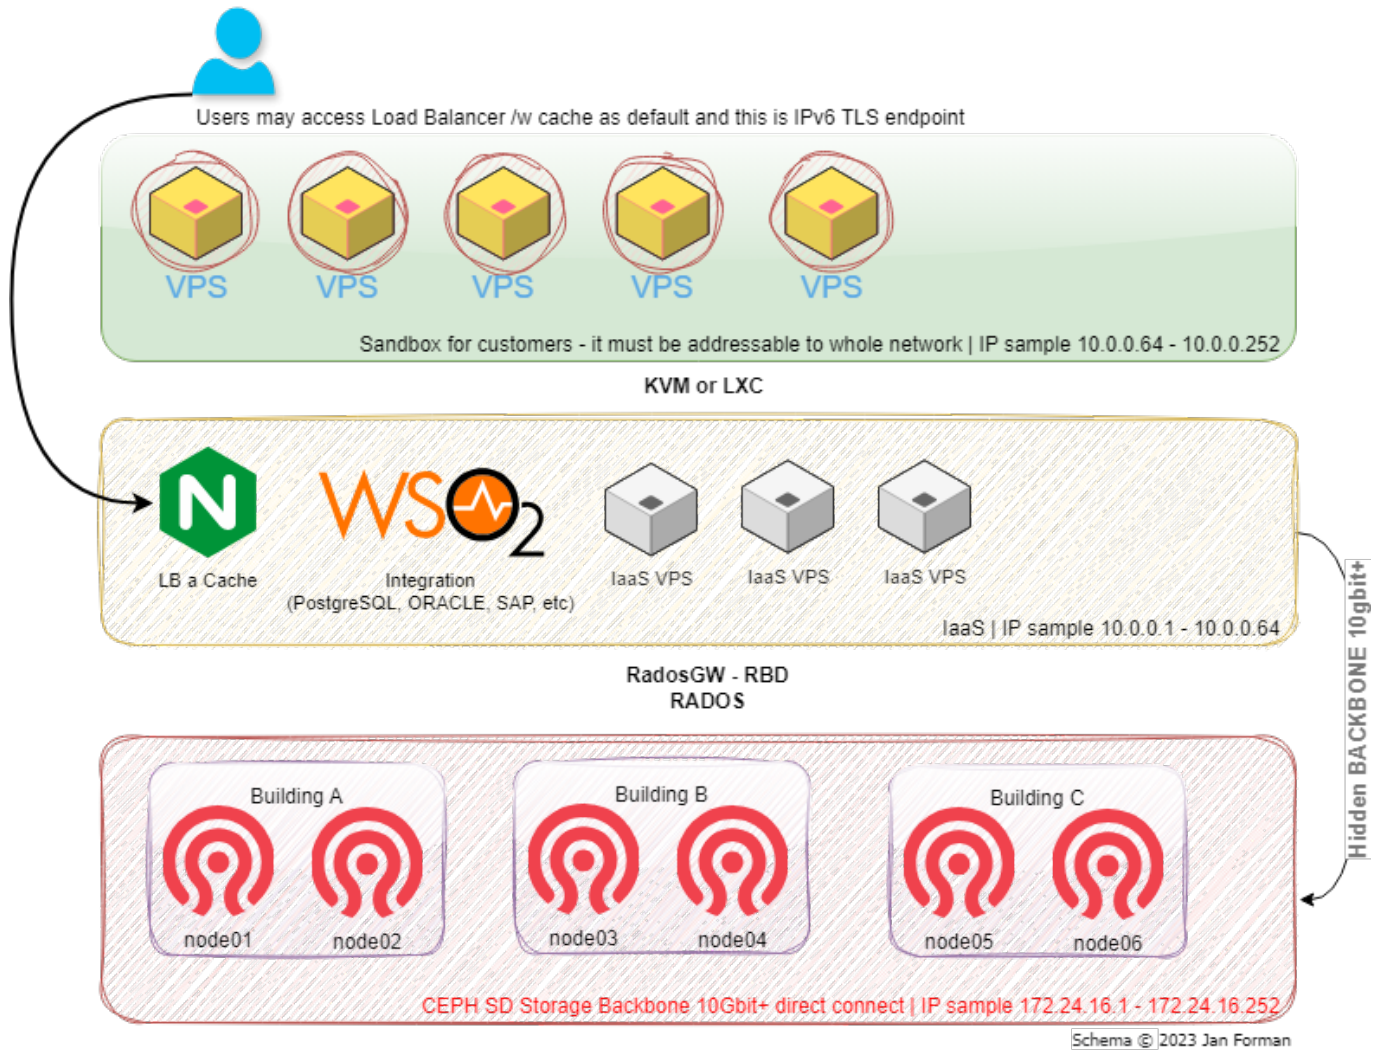 Users may access Load Balancer /w cache as default and this is IPv6 TLS endpoint
VPS VPS VPS VPS VPS
Sandbox for customers - it must be addressable to whole network | IP sample 10.0.0.64 - 10.0.0.252
KVM or LXC
N
WSO2
LB a Cache
Integration
(PostgreSQL, ORACLE, SAP, etc)
IaaS VPS IaaS VPS IaaS VPS
IaaS | IP sample 10.0.0.1 - 10.0.0.64
Hidden BACKBONE 10gbit+
RadosGW - RBD
RADOS
Building A Building B Building C
node01 node02 node03 node04 node05 node06
CEPH SD Storage Backbone 10Gbit+ direct connect | IP sample 172.24.16.1 - 172.24.16.252
Schema © 2023 Jan Forman